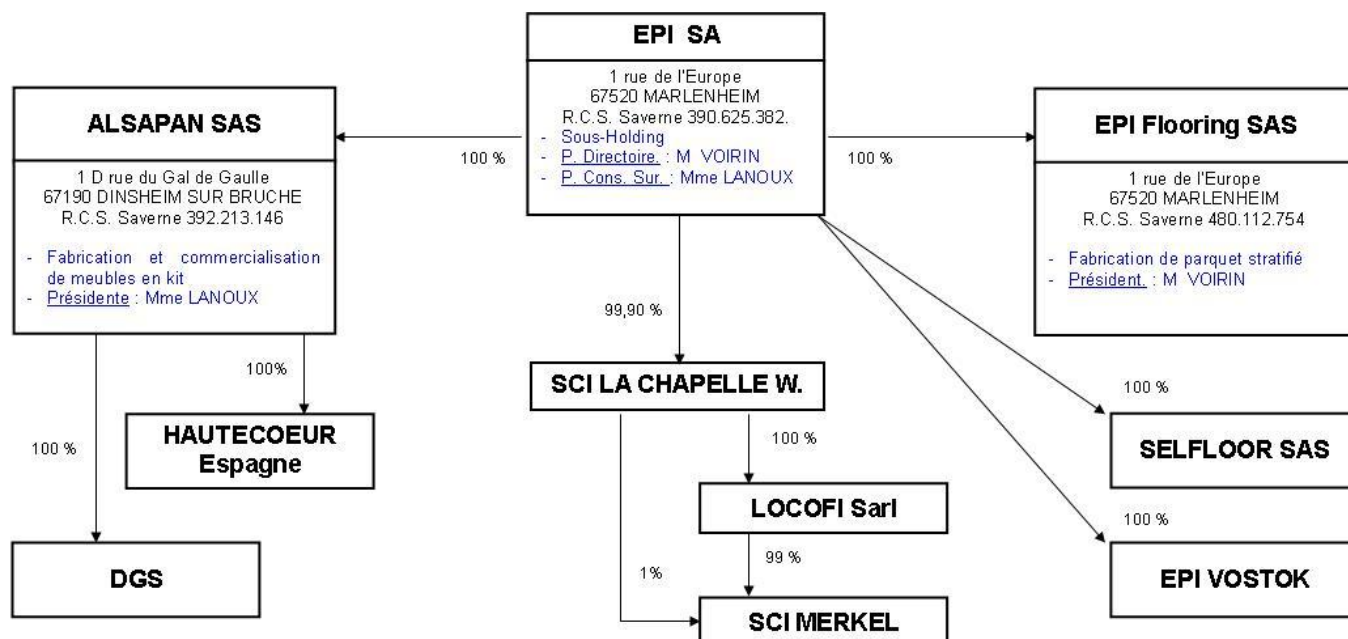 EPI SA
1 rue de l'Europe
67520 MARLENHEIM
R.C.S. Saverne 390.625.382.
- Sous-Holding
- P. Directoire. : M VOIRIN
- P. Cons. Sur. : Mme LANOUX
ALSAPAN SAS
1 D rue du Gal de Gaulle
67190 DINSHEIM SUR BRUCHE
R.C.S. Saverne 392.213.146
- Fabrication et commercialisation
de meubles en kit
- Présidente : Mme LANOUX
100 %
100 %
EPI Flooring SAS
1 rue de l'Europe
67520 MARLENHEIM
R.C.S. Saverne 480.112.754
- Fabrication de parquet stratifié
- Président. : M VOIRIN
99,90 %
100%
SCI LA CHAPELLE W.
100 %
HAUTECOEUR
Espagne
100 %
100 %
SELFLOOR SAS
LOCOFI Sarl
100 %
DGS
1%
99 %
EPI VOSTOK
SCI MERKEL